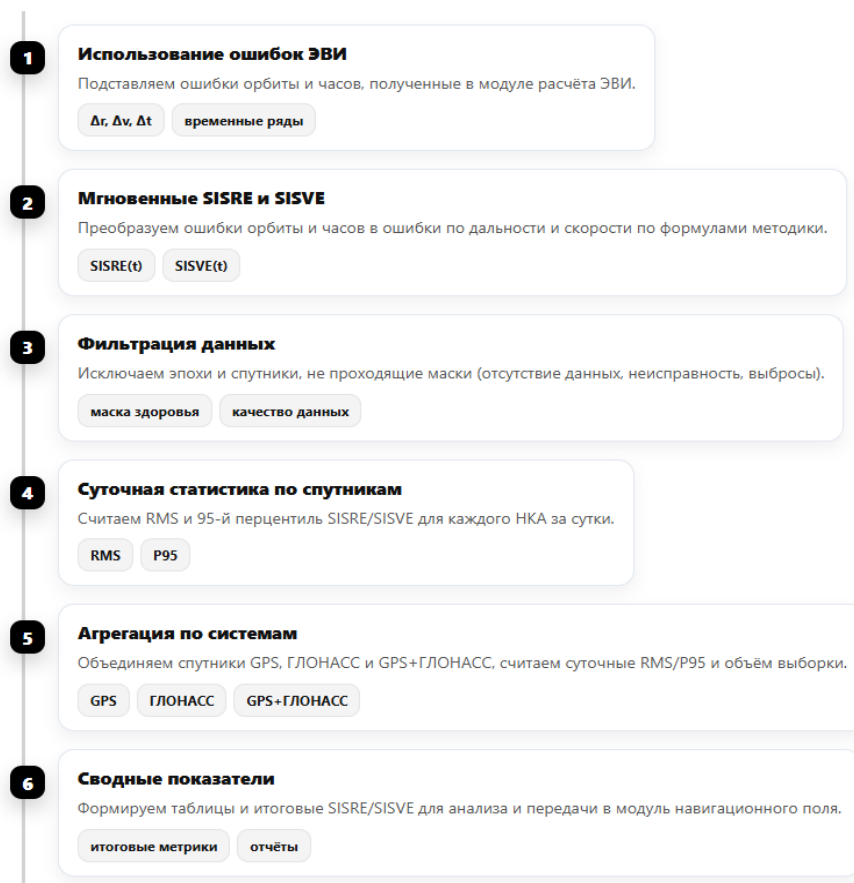 1
Использование ошибок ЭВИ
Подставляем ошибки орбиты и часов, полученные в модуле расчёта ЭВИ.
Δr, Δv, Δt временные ряды
2
Мгновенные SISRE и SISVE
Преобразуем ошибки орбиты и часов в ошибки по дальности и скорости по формулами методики.
SISRE(t) SISVE(t)
3
Фильтрация данных
Исключаем эпохи и спутники, не проходящие маски (отсутствие данных, неисправность, выбросы).
маска здоровья качество данных
4
Суточная статистика по спутникам
Считаем RMS и 95-й перцентиль SISRE/SISVE для каждого НКА за сутки.
RMS P95
5
Агрегация по системам
Объединяем спутники GPS, ГЛОНАСС и GPS+ГЛОНАСС, считаем суточные RMS/P95 и объём выборки.
GPS ГЛОНАСС GPS+ГЛОНАСС
6
Сводные показатели
Формируем таблицы и итоговые SISRE/SISVE для анализа и передачи в модуль навигационного поля.
итоговые метрики отчёты